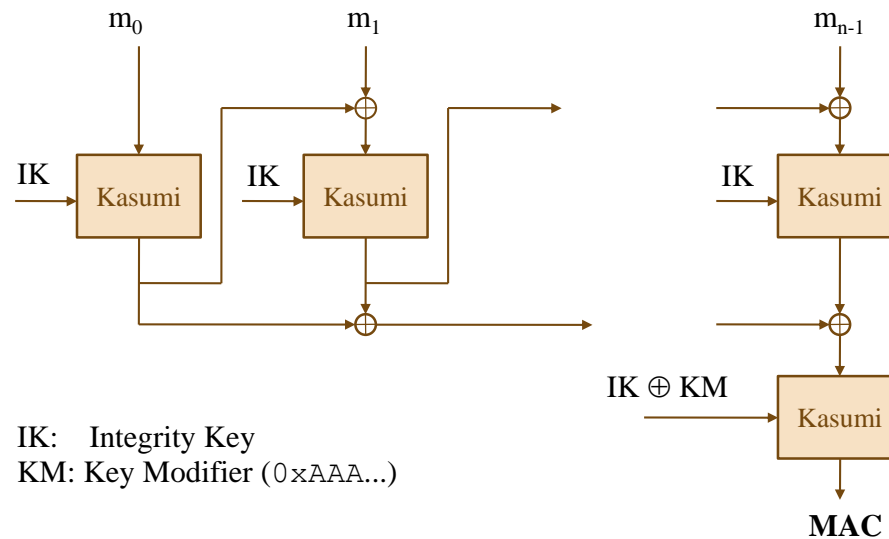 m₀ m₁ mₙ₋₁
IK Kasumi IK Kasumi IK Kasumi
IK ⊕ KM Kasumi
IK: Integrity Key
KM: Key Modifier (0xAAA...)
MAC